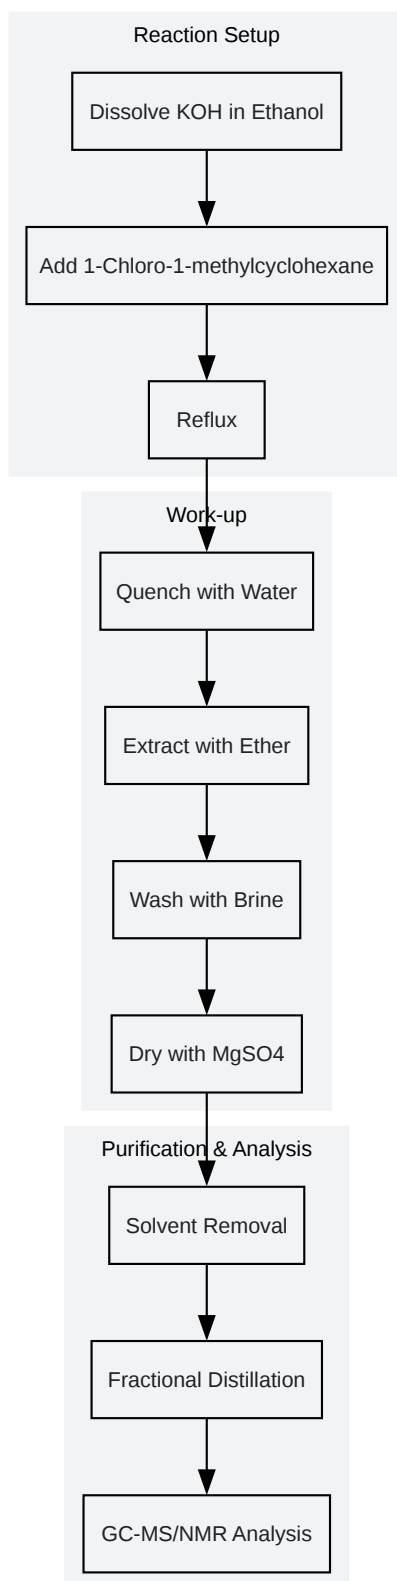 Reaction Setup
Dissolve KOH in Ethanol
Add 1-Chloro-1-methylcyclohexane
Reflux
Work-up
Quench with Water
Extract with Ether
Wash with Brine
Dry with MgSO4
Purification & Analysis
Solvent Removal
Fractional Distillation
GC-MS/NMR Analysis